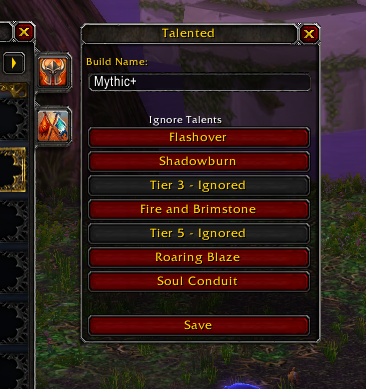 Talented
Build Name:
Mythic+
Ignore Talents
Flashover
Shadowburn
Tier 3 - Ignored
Fire and Brimstone
Tier 5 - Ignored
Roaring Blaze
Soul Conduit
Save